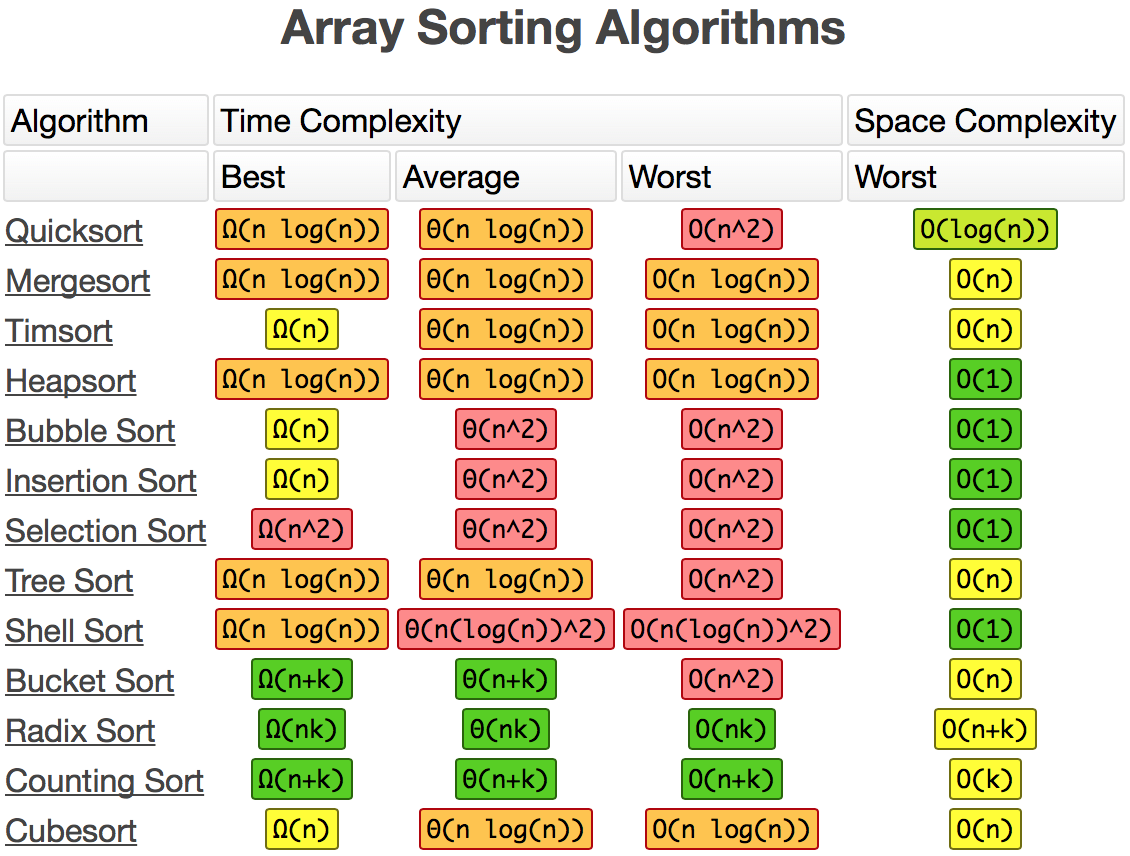 Array Sorting Algorithms
Algorithm Time Complexity Space Complexity
Best Average Worst Worst
Quicksort Ω(n log(n)) Θ(n log(n)) O(n^2) O(log(n))
Mergesort Ω(n log(n)) Θ(n log(n)) O(n log(n)) O(n)
Timsort Ω(n) Θ(n log(n)) O(n log(n)) O(n)
Heapsort Ω(n log(n)) Θ(n log(n)) O(n log(n)) O(1)
Bubble Sort Ω(n) Θ(n^2) O(n^2) O(1)
Insertion Sort Ω(n) Θ(n^2) O(n^2) O(1)
Selection Sort Ω(n^2) Θ(n^2) O(n^2) O(1)
Tree Sort Ω(n log(n)) Θ(n log(n)) O(n^2) O(n)
Shell Sort Ω(n log(n)) Θ(n(log(n))^2) O(n(log(n))^2) O(1)
Bucket Sort Ω(n+k) Θ(n+k) O(n^2) O(n)
Radix Sort Ω(nk) Θ(nk) O(nk) O(n+k)
Counting Sort Ω(n+k) Θ(n+k) O(n+k) O(k)
Cubesort Ω(n) Θ(n log(n)) O(n log(n)) O(n)